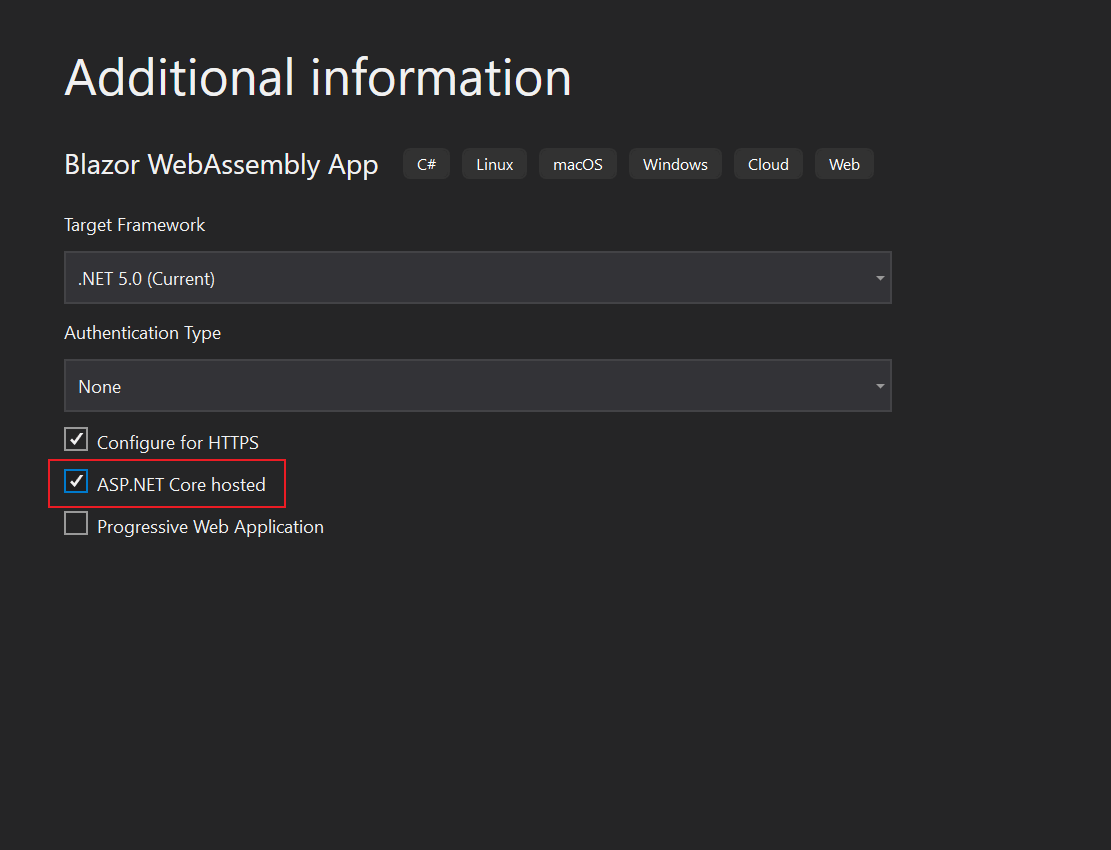 Additional information
Blazor WebAssembly App C# Linux macOS Windows Cloud Web
Target Framework
.NET 5.0 (Current)
Authentication Type
None
Configure for HTTPS
ASP.NET Core hosted
Progressive Web Application